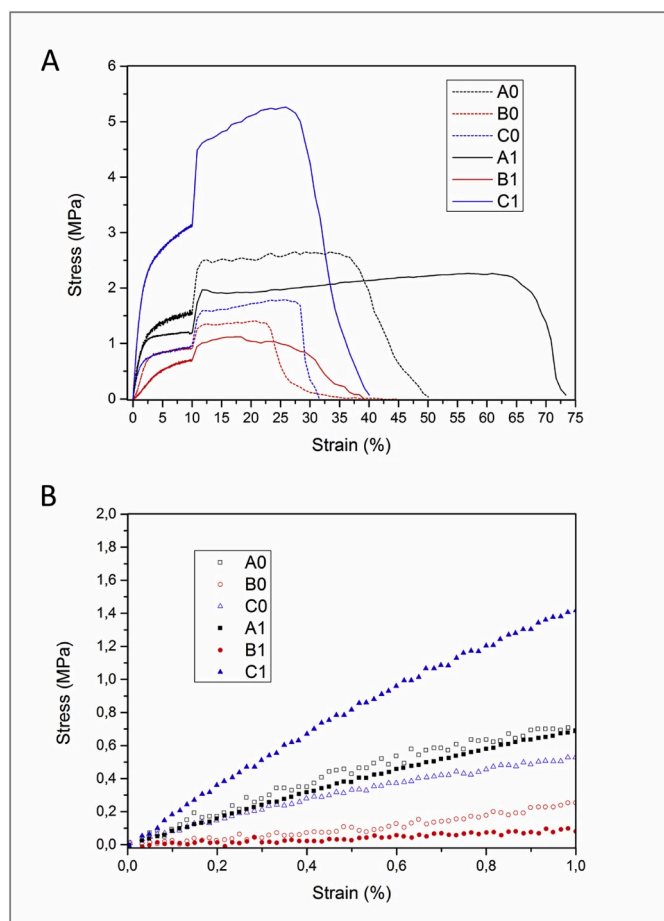 A
6
5
4
3
2
1
0
Stress (MPa)
A0
B0
C0
A1
B1
C1
0 5 10 15 20 25 30 35 40 45 50 55 60 65 70 75
Strain (%)
B
2,0
1,8
1,6
1,4
1,2
1,0
0,8
0,6
0,4
0,2
0,0
Stress (MPa)
A0
B0
C0
A1
B1
C1
0,0 0,2 0,4 0,6 0,8 1,0
Strain (%)